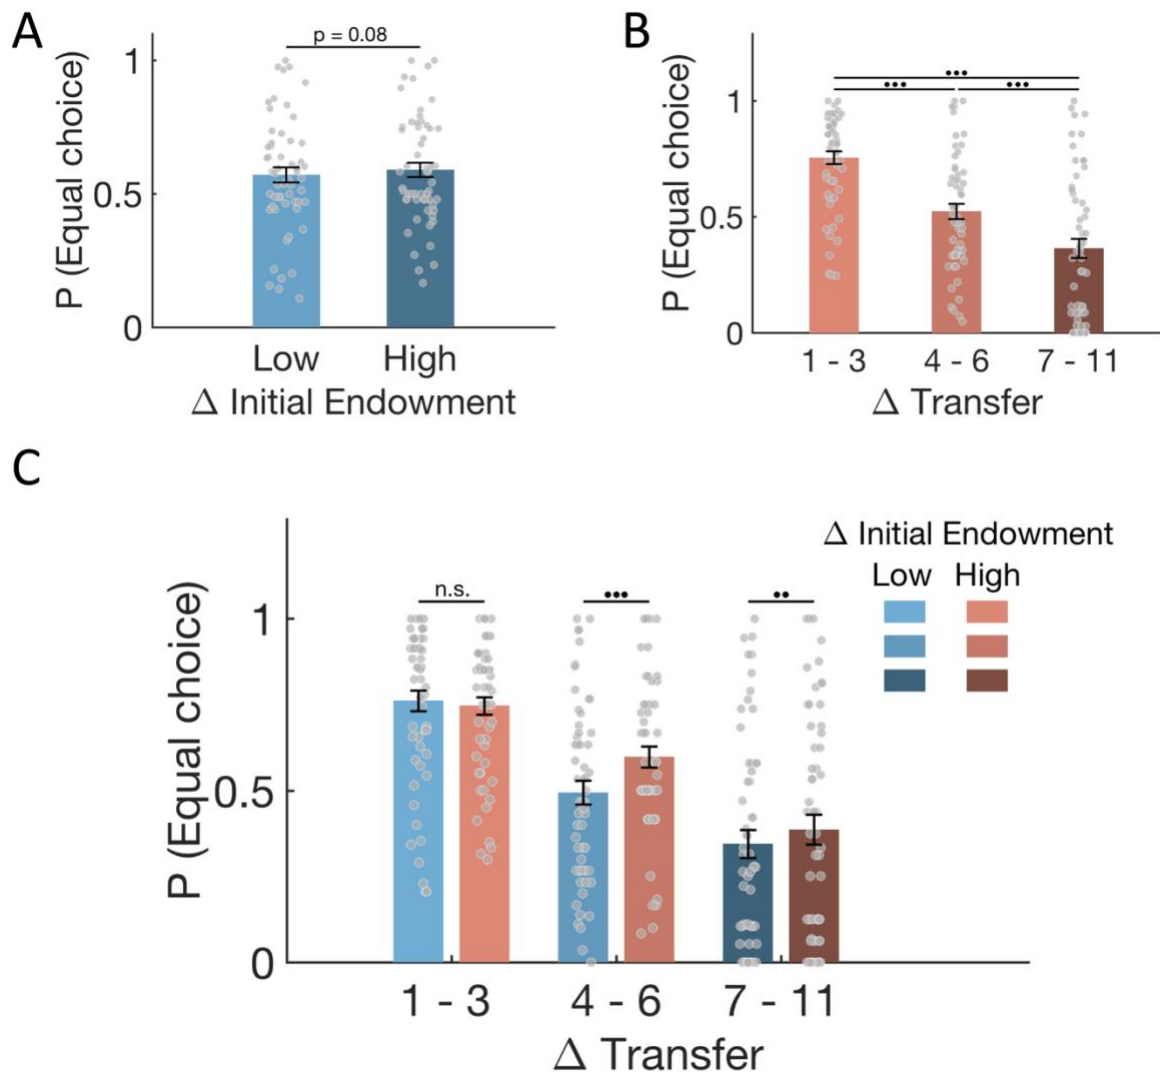 A
p = 0.08
1
0.5
0
P (Equal choice)
Low High
Δ Initial Endowment
B
•••
••• •••
1
0.5
0
P (Equal choice)
1 - 3 4 - 6 7 - 11
Δ Transfer
C
Δ Initial Endowment
Low High
n.s. ••• ••
1
0.5
0
P (Equal choice)
1 - 3 4 - 6 7 - 11
Δ Transfer